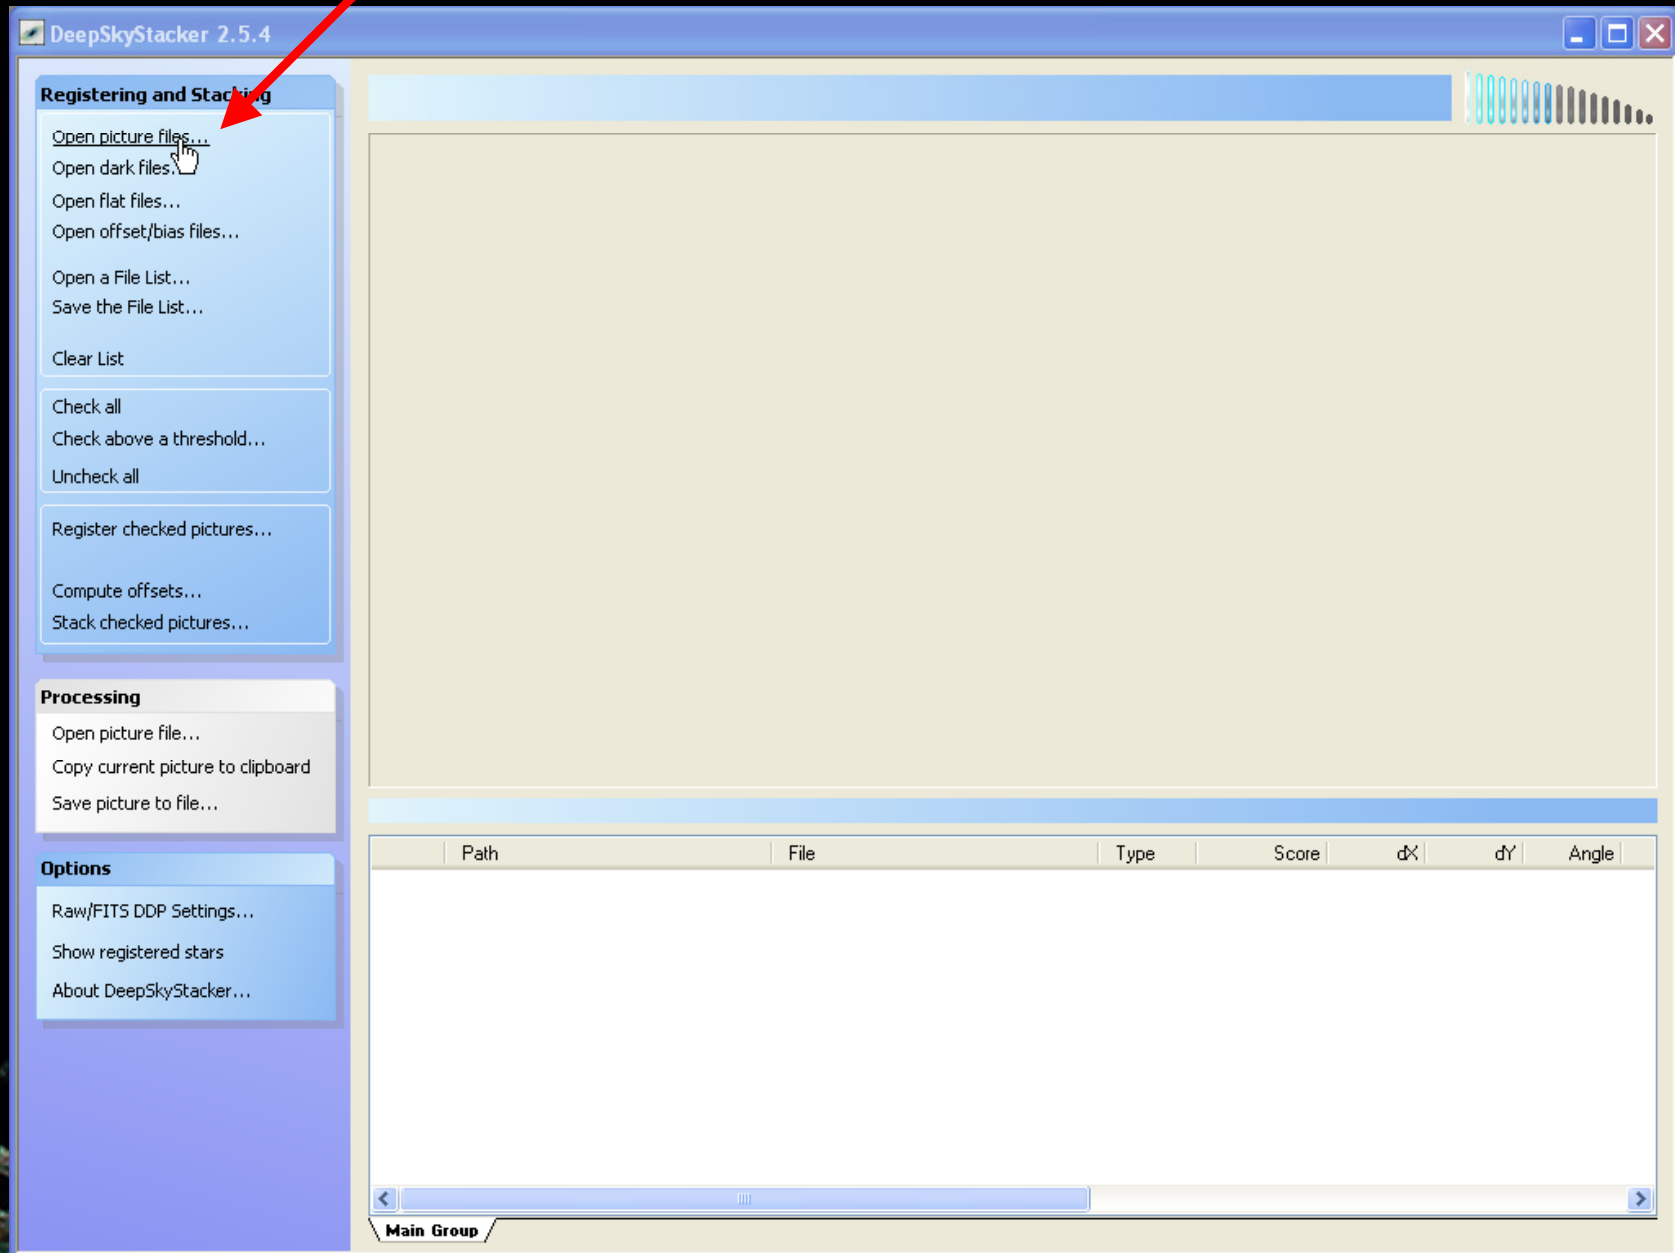 DeepSkyStacker 2.5.4
Registering and Stacking
Open picture files...
Open dark files...
Open flat files...
Open offset/bias files...
Open a File List...
Save the File List...
Clear List
Check all
Check above a threshold...
Uncheck all
Register checked pictures...
Compute offsets...
Stack checked pictures...
Processing
Open picture file...
Copy current picture to clipboard
Save picture to file...
Options
Raw/FITS DDP Settings...
Show registered stars
About DeepSkyStacker...
Path File Type Score dX dY Angle
Main Group